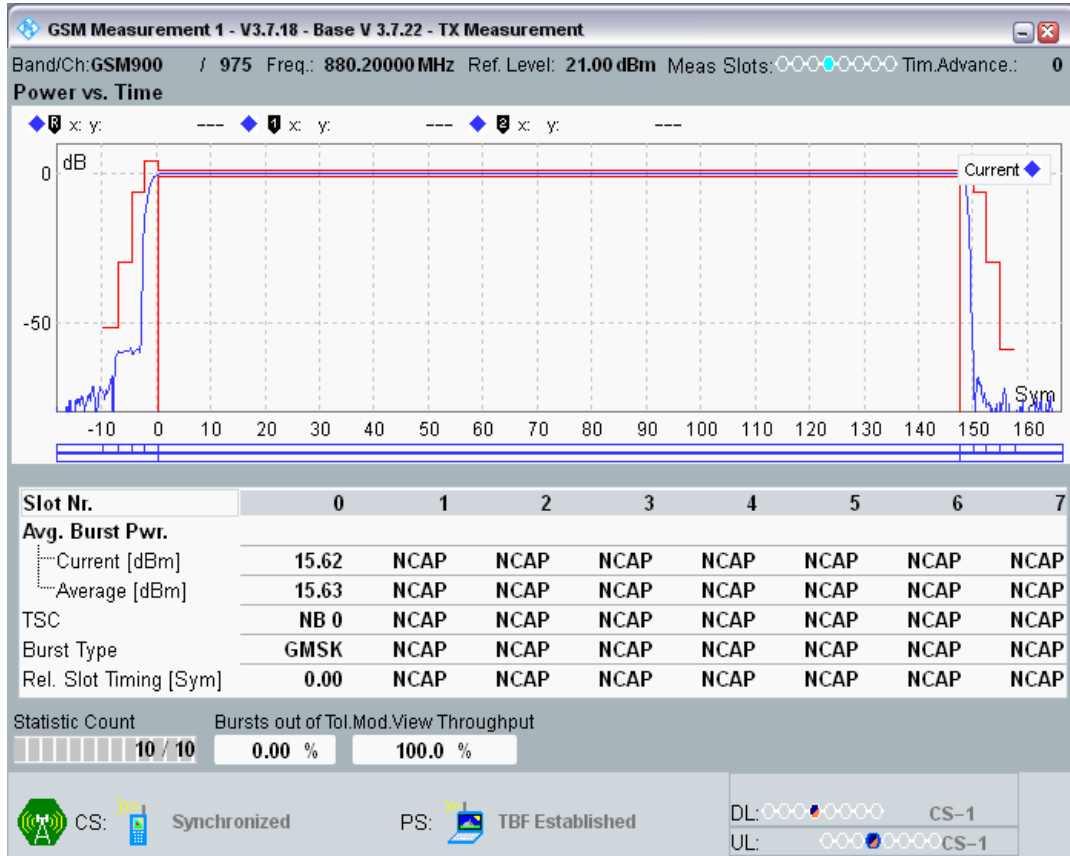 GSM Measurement 1 - V3.7.18 - Base V 3.7.22 - TX Measurement
Band/Ch:GSM900 / 975 Freq.: 880.20000 MHz Ref. Level: 21.00 dBm Meas Slots: Tim.Advance.: 0
Power vs. Time
R x: y: --- 1 x: y: --- 2 x: y: ---
dB
Current
0
-50
Sym
-10 0 10 20 30 40 50 60 70 80 90 100 110 120 130 140 150 160
Slot Nr. 0 1 2 3 4 5 6 7
Avg. Burst Pwr.
Current [dBm] 15.62 NCAP NCAP NCAP NCAP NCAP NCAP NCAP
Average [dBm] 15.63 NCAP NCAP NCAP NCAP NCAP NCAP NCAP
TSC NB 0 NCAP NCAP NCAP NCAP NCAP NCAP NCAP
Burst Type GMSK NCAP NCAP NCAP NCAP NCAP NCAP NCAP
Rel. Slot Timing [Sym] 0.00 NCAP NCAP NCAP NCAP NCAP NCAP NCAP
Statistic Count Bursts out of Tol. Mod.View Throughput
10 / 10 0.00 % 100.0 %
CS: Synchronized PS: TBF Established DL: CS-1
UL: CS-1